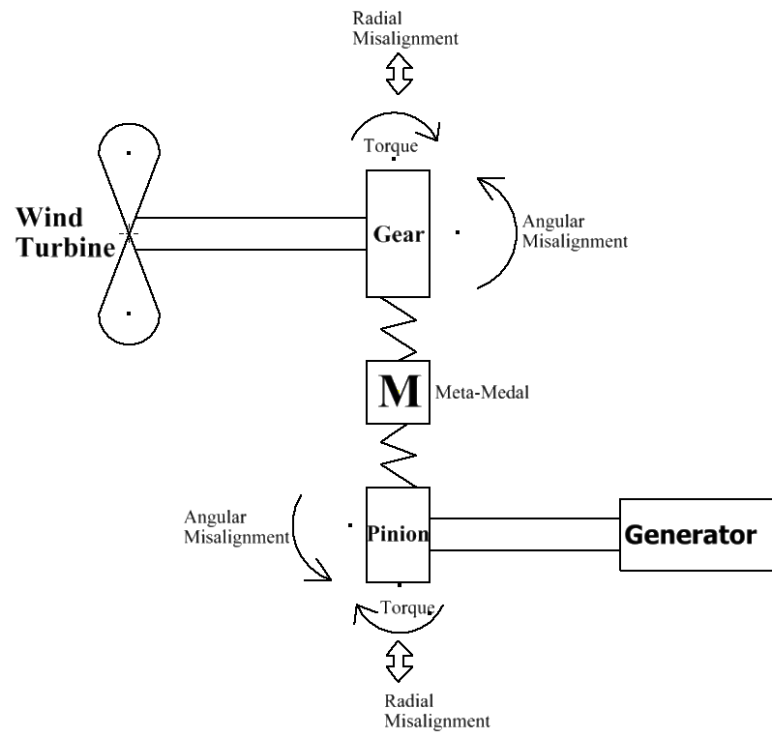 Radial
Misalignment
Torque
Wind
Turbine
Gear
Angular
Misalignment
M
Meta-Medal
Angular
Misalignment
Pinion
Generator
Torque
Radial
Misalignment